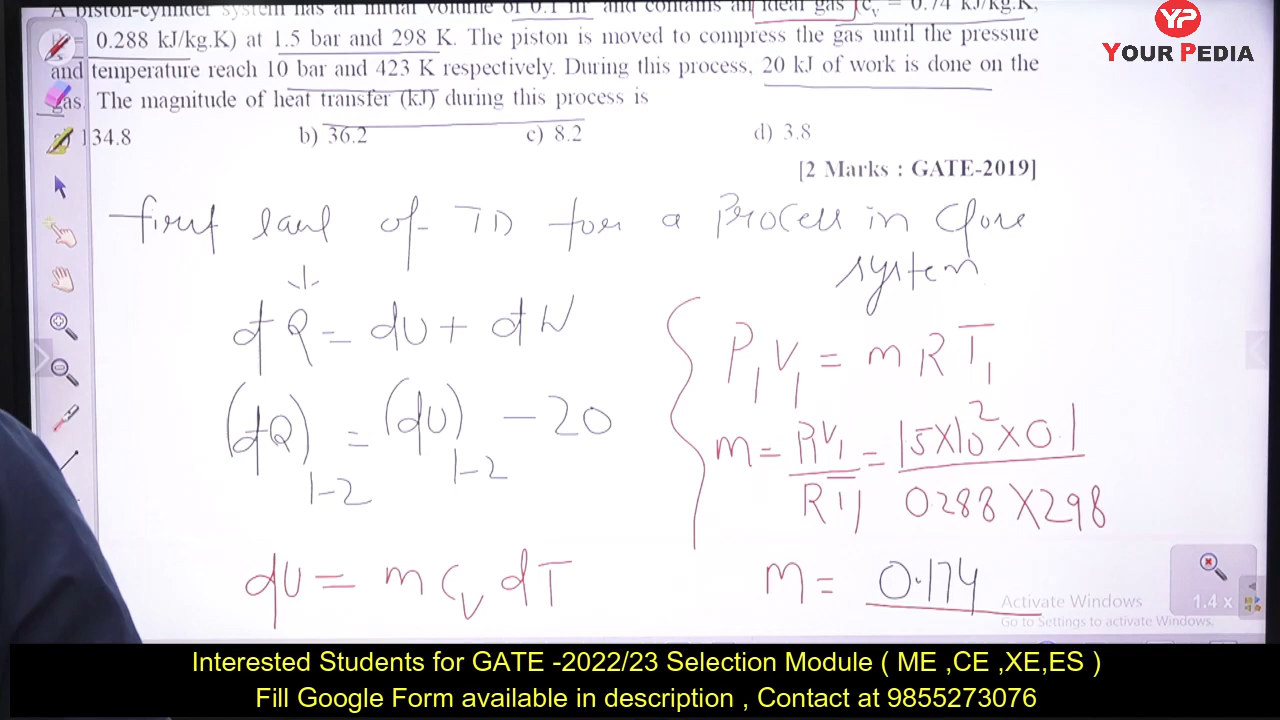 A piston-cylinder system has an initial volume of 0.1 m³ and contains an ideal gas (cᵥ = 0.74 kJ/kg.K,
0.288 kJ/kg.K) at 1.5 bar and 298 K. The piston is moved to compress the gas until the pressure
and temperature reach 10 bar and 423 K respectively. During this process, 20 kJ of work is done on the
gas. The magnitude of heat transfer (kJ) during this process is
134.8 b) 36.2 c) 8.2 d) 3.8
[2 Marks : GATE-2019]
YP
YOUR PEDIA
first law of TD for a Process in Close
system
đQ = dU + đW
(đQ)₁₋₂ = (dU)₁₋₂ - 20
dU = m Cᵥ dT
P₁V₁ = mRT₁
m = P₁V₁ / RT₁ = 15X10² X 0.1 / 0.288 X 298
m = 0.174
1.4 x
Activate Windows
Go to Settings to activate Windows.
Interested Students for GATE -2022/23 Selection Module ( ME ,CE ,XE,ES )
Fill Google Form available in description , Contact at 9855273076